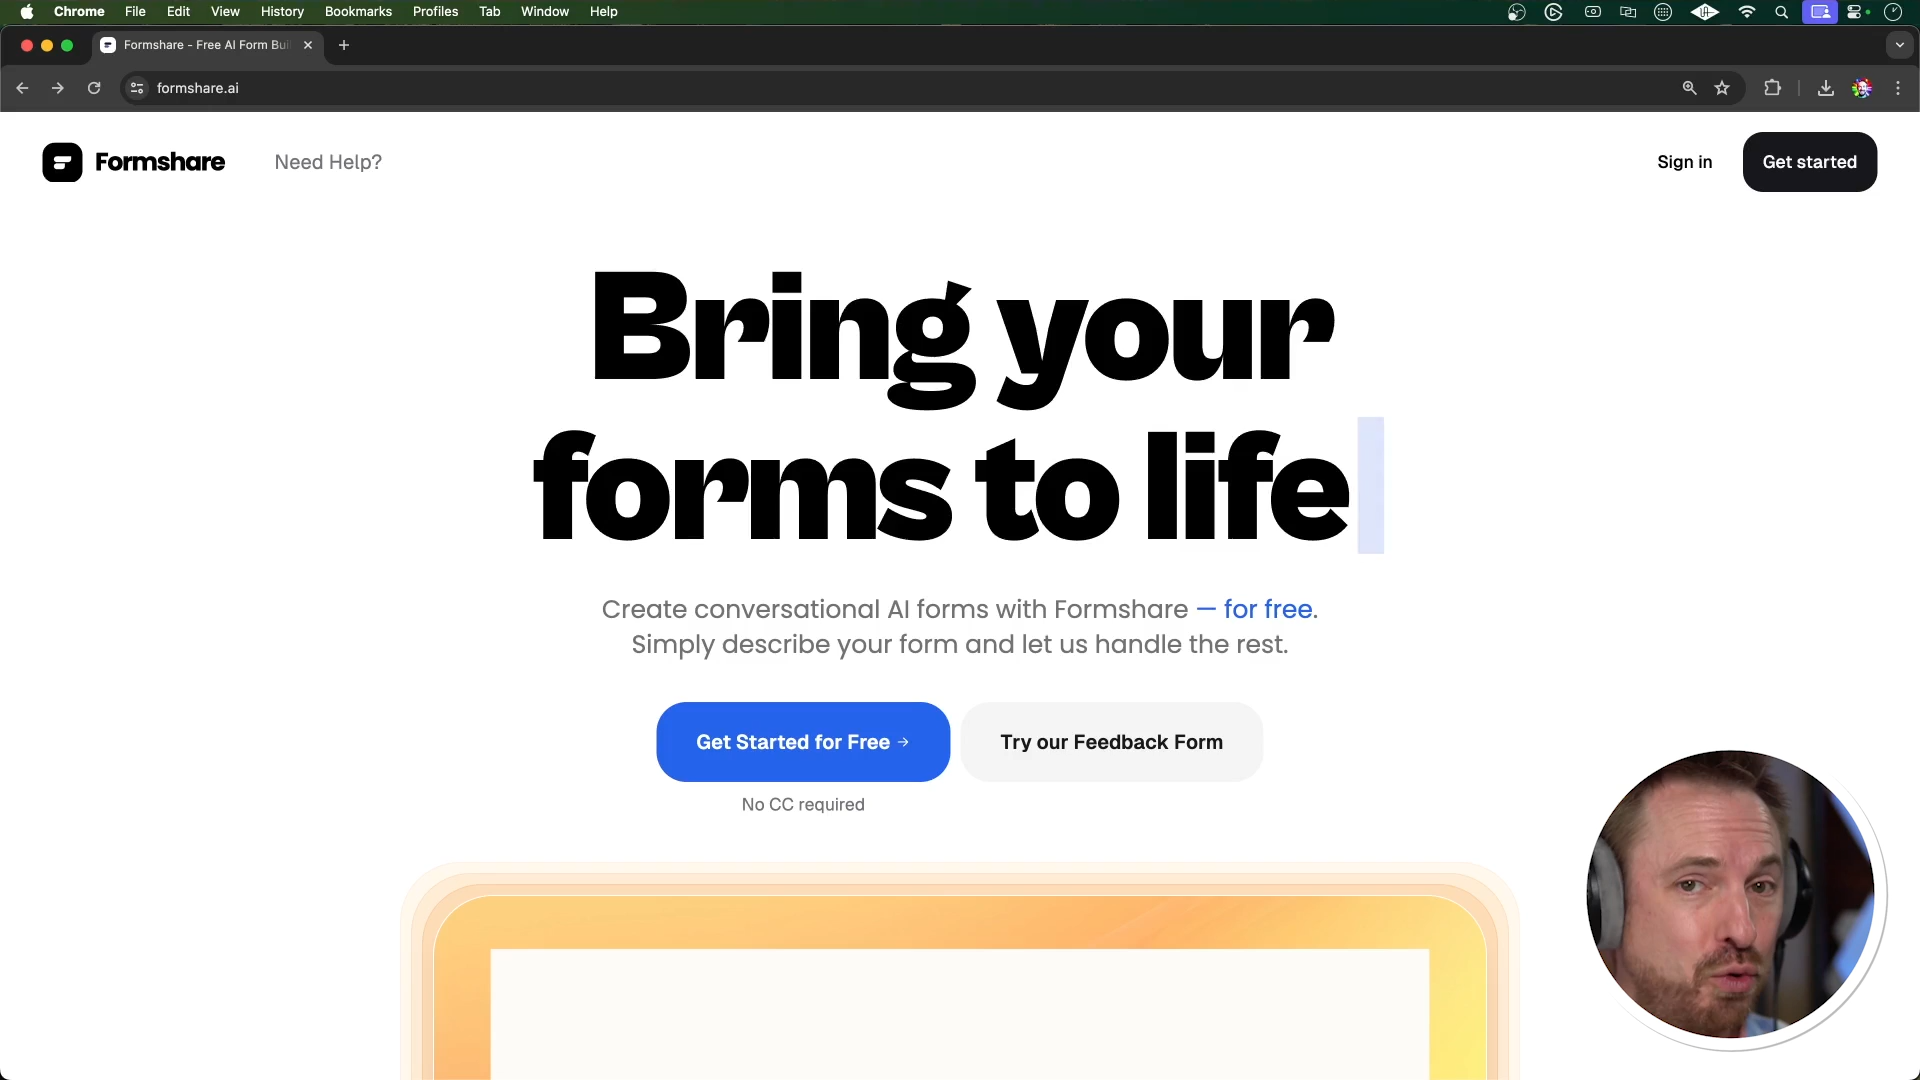 Chrome File Edit View History Bookmarks Profiles Tab Window Help
Formshare - Free AI Form Bui
formshare.ai
Formshare Need Help? Sign in Get started
Bring your
forms to life
Create conversational AI forms with Formshare — for free.
Simply describe your form and let us handle the rest.
Get Started for Free → Try our Feedback Form
No CC required